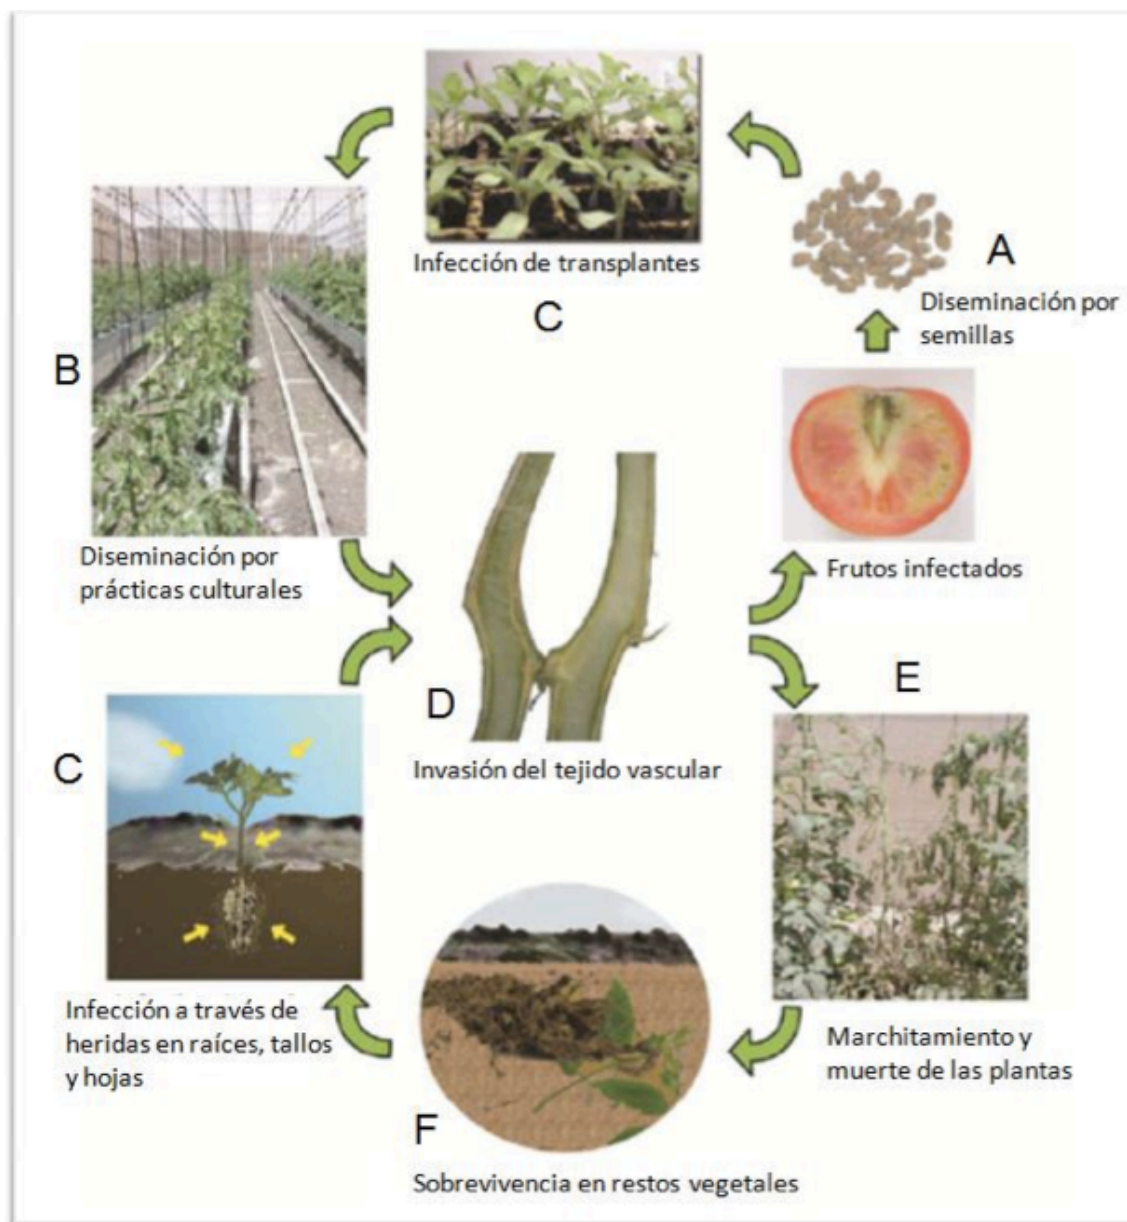 Infección de transplantes
C
A
Diseminación por
semillas
B
Diseminación por
prácticas culturales
Frutos infectados
D
Invasión del tejido vascular
E
C
Infección a través de
heridas en raíces, tallos
y hojas
Marchitamiento y
muerte de las plantas
F
Sobrevivencia en restos vegetales